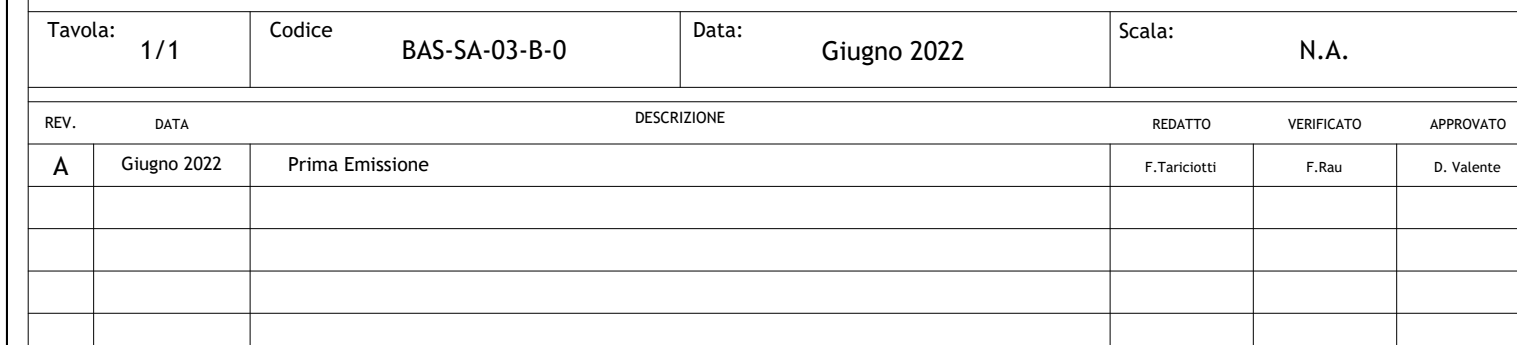 Tavola: Codice Data: Scala:
1/1 BAS-SA-03-B-0 Giugno 2022 N.A.
REV. DATA DESCRIZIONE REDATTO VERIFICATO APPROVATO
A Giugno 2022 Prima Emissione F.Tariciotti F.Rau D. Valente